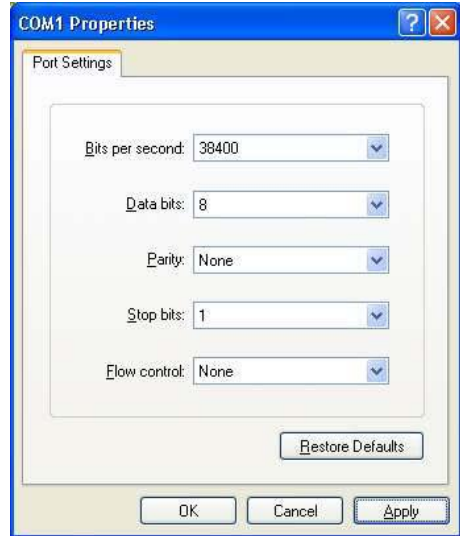 COM1 Properties
Port Settings
Bits per second: 38400
Data bits: 8
Parity: None
Stop bits: 1
Flow control: None
Restore Defaults
OK Cancel Apply